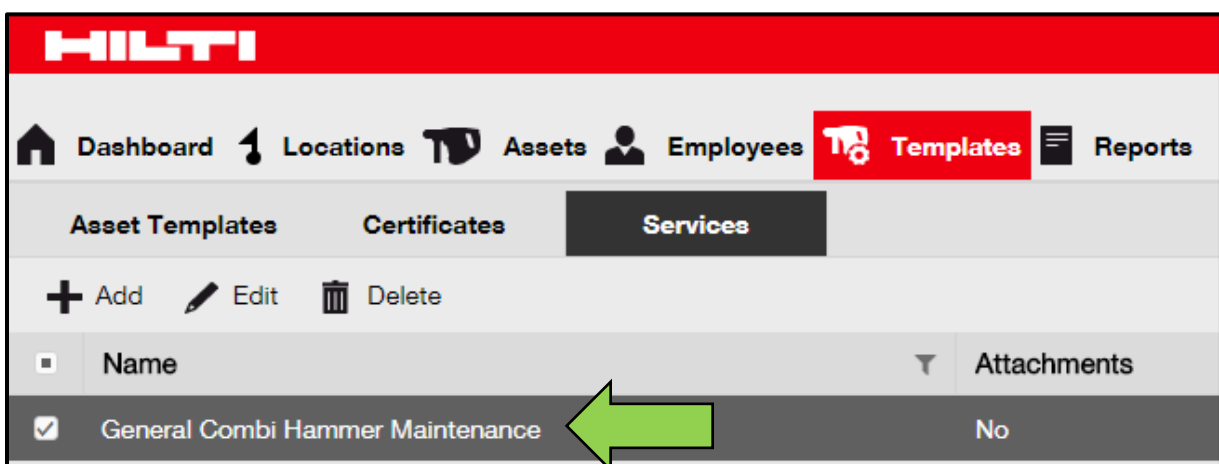 HILTI
Dashboard Locations Assets Employees Templates Reports
Asset Templates Certificates Services
Add Edit Delete
Name Attachments
General Combi Hammer Maintenance No